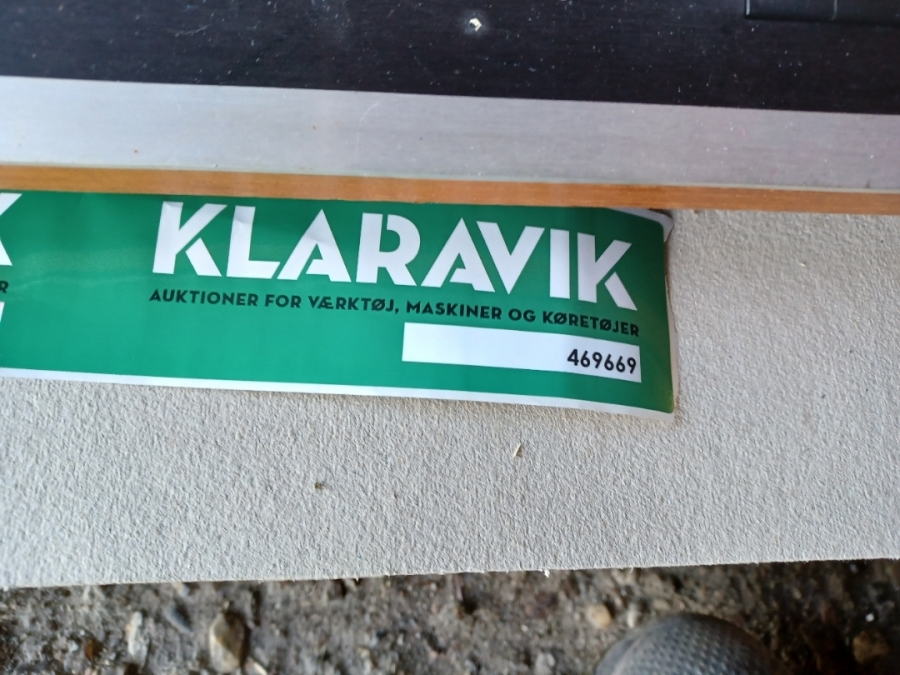 KLARAVIK
AUKTIONER FOR VÆRKTØJ, MASKINER OG KØRETØJER
469669